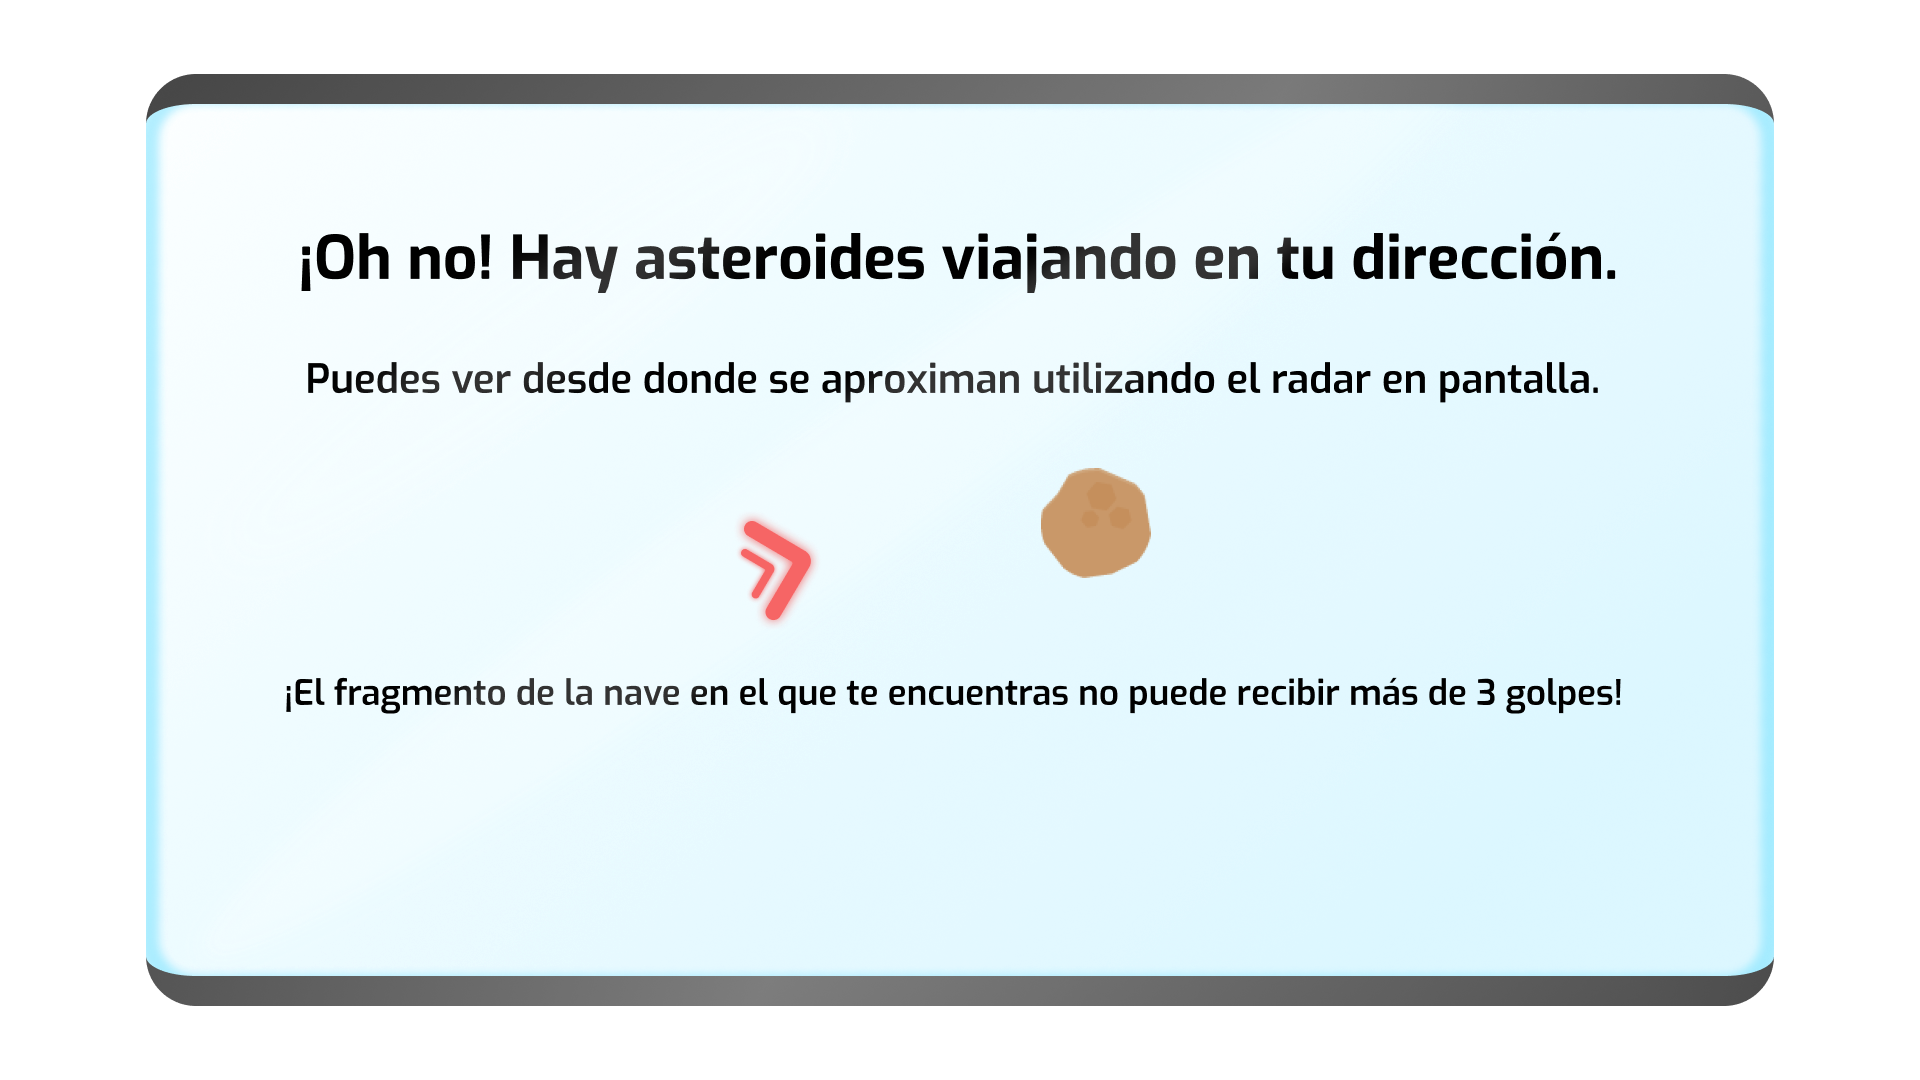 ¡Oh no! Hay asteroides viajando en tu dirección.
Puedes ver desde donde se aproximan utilizando el radar en pantalla.
¡El fragmento de la nave en el que te encuentras no puede recibir más de 3 golpes!